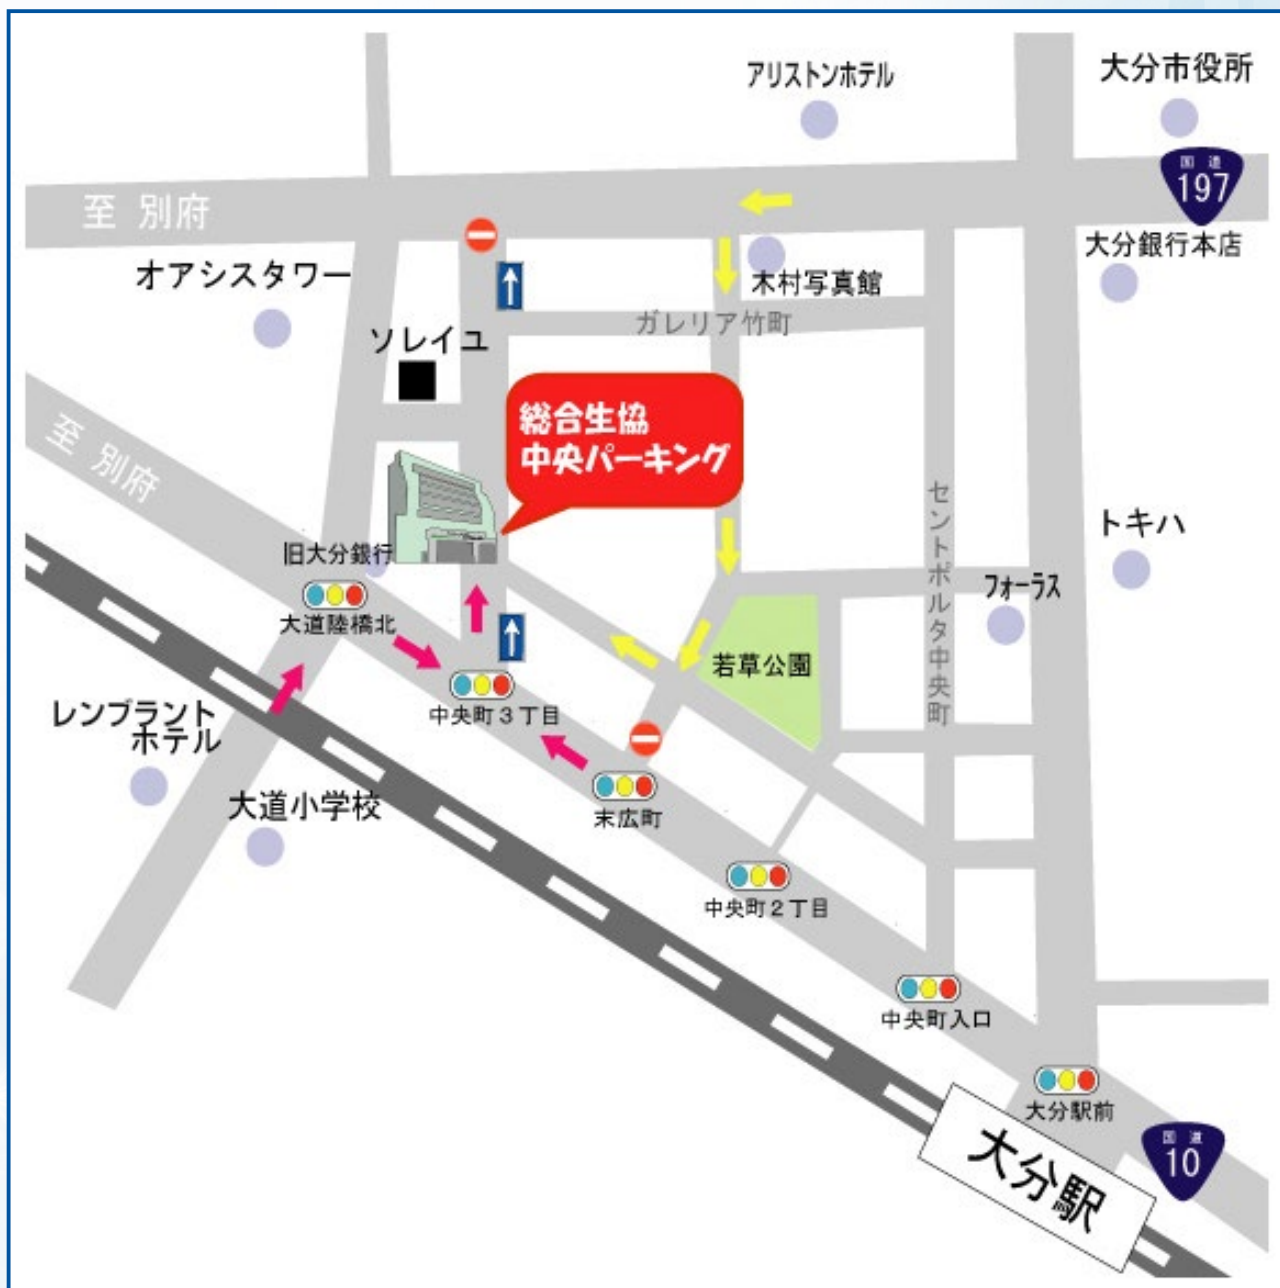 アリストンホテル
大分市役所
国道
197
至 別府
大分銀行本店
オアシスタワー
木村写真館
ガレリア竹町
ソレイユ
総合生協
中央パーキング
至 別府
セントポルタ中央町
トキハ
旧大分銀行
フォーラス
大道陸橋北
若草公園
レンブラント
ホテル
中央町3丁目
大道小学校
末広町
中央町2丁目
中央町入口
大分駅前
国道
10
大分駅